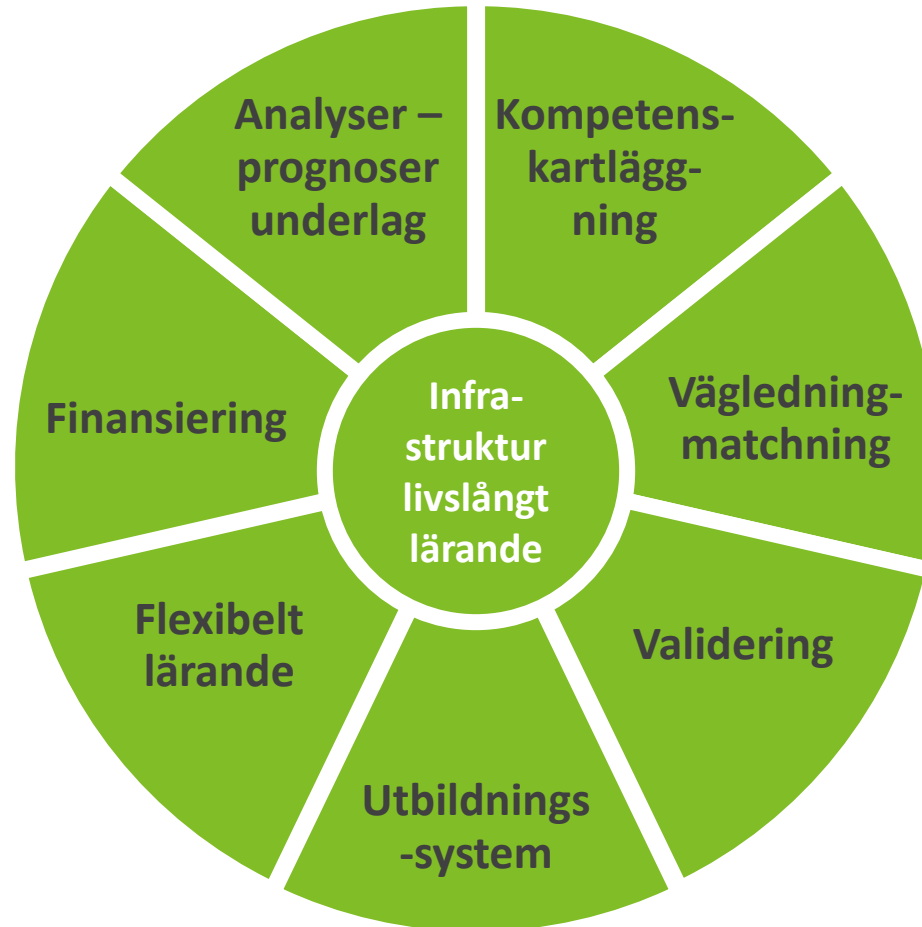 Analyser –
prognoser
underlag
Kompetens-
kartlägg-
ning
Vägledning-
matchning
Validering
Utbildnings
-system
Flexibelt
lärande
Finansiering
Infra-
struktur
livslångt
lärande